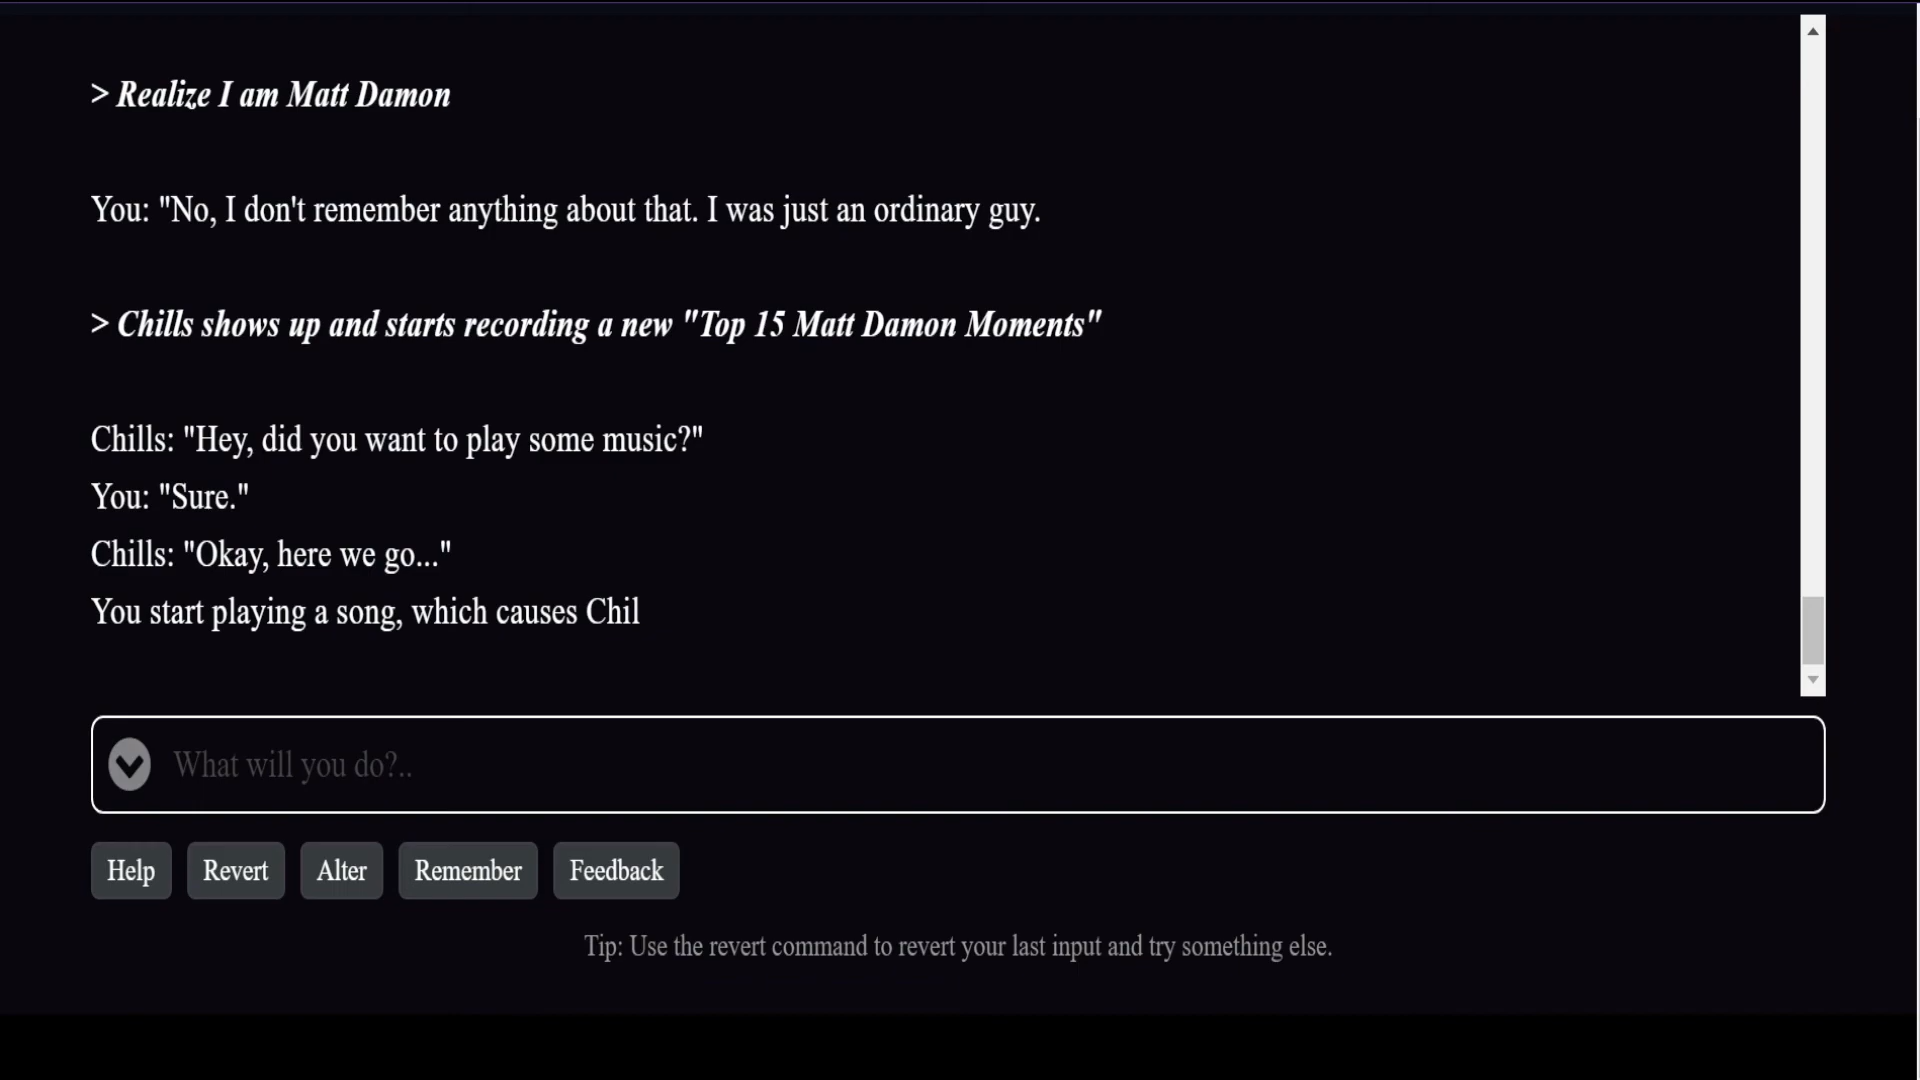 > Realize I am Matt Damon
You: "No, I don't remember anything about that. I was just an ordinary guy.
> Chills shows up and starts recording a new "Top 15 Matt Damon Moments"
Chills: "Hey, did you want to play some music?"
You: "Sure."
Chills: "Okay, here we go..."
You start playing a song, which causes Chil
What will you do?..
Help Revert Alter Remember Feedback
Tip: Use the revert command to revert your last input and try something else.